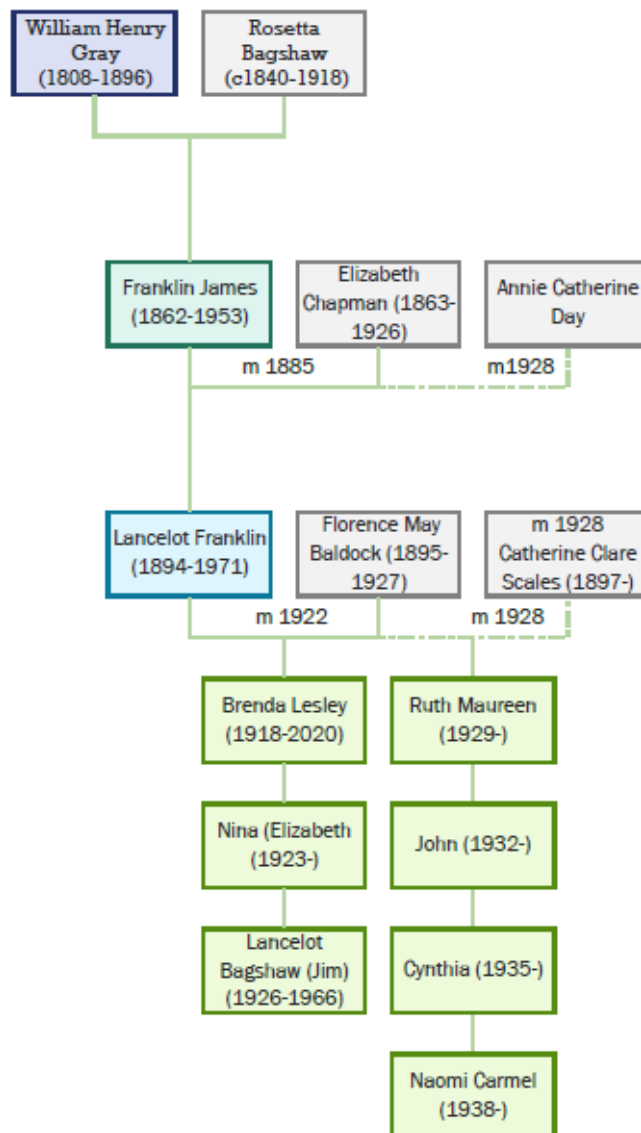 William Henry
Gray
(1808-1896)
Rosetta
Bagshaw
(c1840-1918)
Franklin James
(1862-1953)
Elizabeth
Chapman (1863-
1926)
Annie Catherine
Day
m 1885
m1928
Lancelot Franklin
(1894-1971)
Florence May
Baldock (1895-
1927)
m 1928
Catherine Clare
Scales (1897-)
m 1922
m 1928
Brenda Lesley
(1918-2020)
Ruth Maureen
(1929-)
Nina (Elizabeth
(1923-)
John (1932-)
Lancelot
Bagshaw (Jim)
(1926-1966)
Cynthia (1935-)
Naomi Carmel
(1938-)